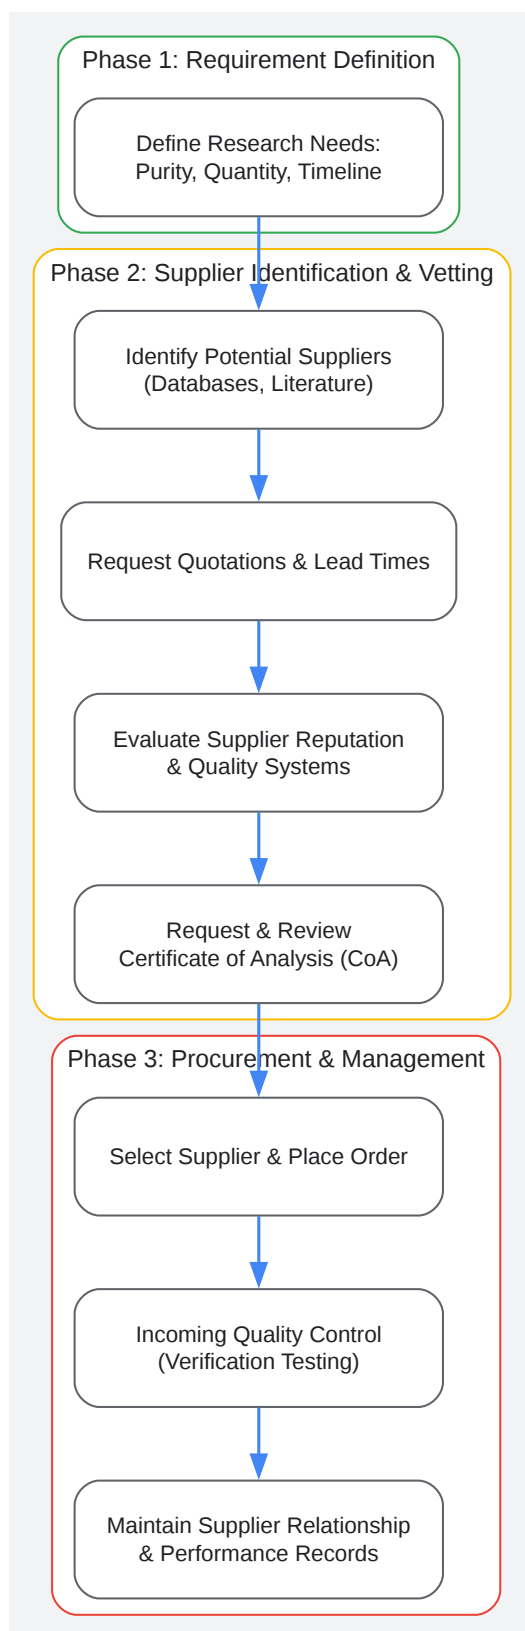 Phase 1: Requirement Definition
Define Research Needs:
Purity, Quantity, Timeline
Phase 2: Supplier Identification & Vetting
Identify Potential Suppliers
(Databases, Literature)
Request Quotations & Lead Times
Evaluate Supplier Reputation
& Quality Systems
Request & Review
Certificate of Analysis (CoA)
Phase 3: Procurement & Management
Select Supplier & Place Order
Incoming Quality Control
(Verification Testing)
Maintain Supplier Relationship
& Performance Records